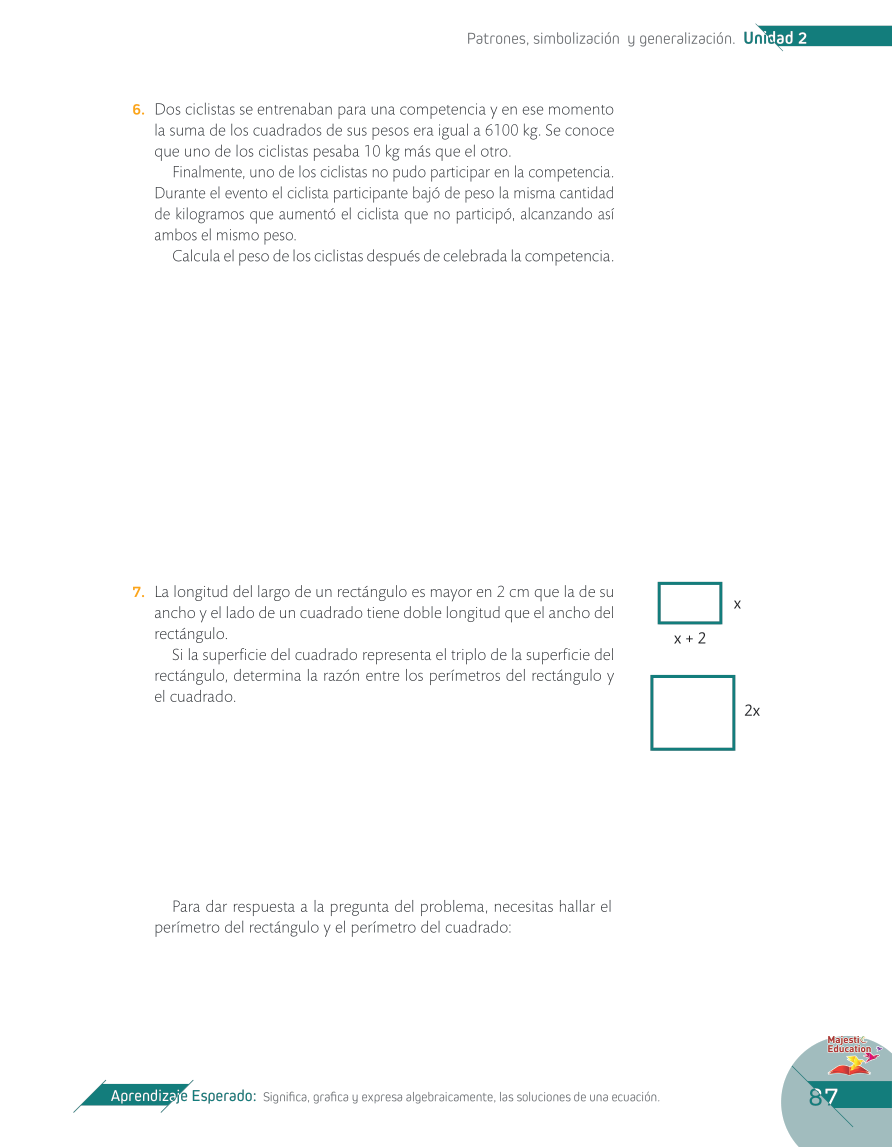 Patrones, simbolización y generalización. Unidad 2
6. Dos ciclistas se entrenaban para una competencia y en ese momento
la suma de los cuadrados de sus pesos era igual a 6100 kg. Se conoce
que uno de los ciclistas pesaba 10 kg más que el otro.
Finalmente, uno de los ciclistas no pudo participar en la competencia.
Durante el evento el ciclista participante bajó de peso la misma cantidad
de kilogramos que aumentó el ciclista que no participó, alcanzando así
ambos el mismo peso.
Calcula el peso de los ciclistas después de celebrada la competencia.
7. La longitud del largo de un rectángulo es mayor en 2 cm que la de su
ancho y el lado de un cuadrado tiene doble longitud que el ancho del
rectángulo.
Si la superficie del cuadrado representa el triplo de la superficie del
rectángulo, determina la razón entre los perímetros del rectángulo y
el cuadrado.
x
x + 2
2x
Para dar respuesta a la pregunta del problema, necesitas hallar el
perímetro del rectángulo y el perímetro del cuadrado:
Majestic
Education
Aprendizaje Esperado: Significa, grafica y expresa algebraicamente, las soluciones de una ecuación.
87